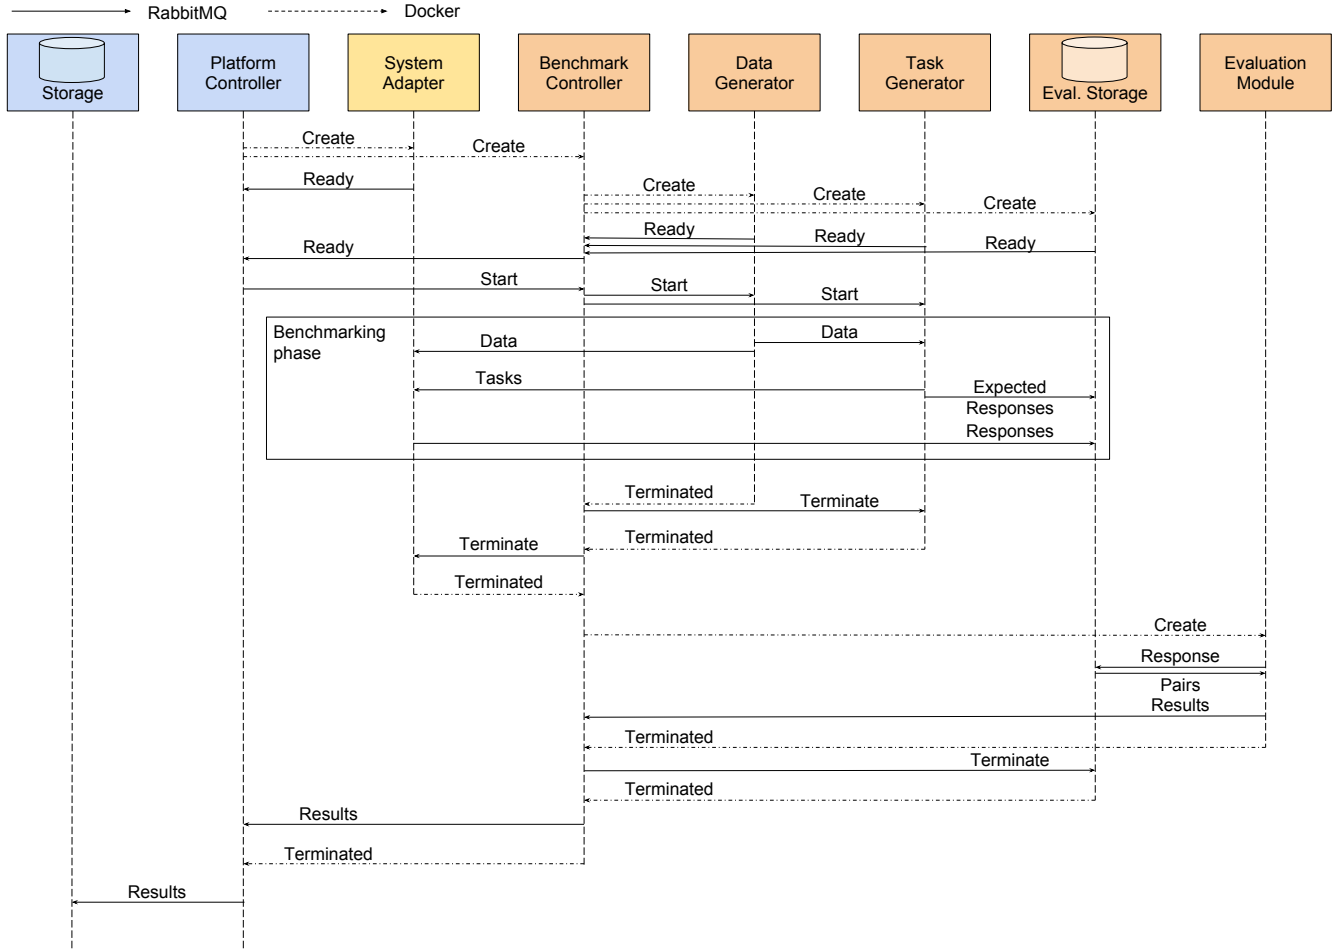 RabbitMQ
Docker
Storage
Platform
Controller
System
Adapter
Benchmark
Controller
Data
Generator
Task
Generator
Eval. Storage
Evaluation
Module
Create
Create
Ready
Create
Create
Create
Ready
Ready
Ready
Ready
Start
Start
Start
Benchmarking
phase
Data
Data
Tasks
Expected
Responses
Responses
Terminated
Terminate
Terminated
Terminate
Terminated
Create
Response
Pairs
Results
Terminated
Terminate
Terminated
Results
Terminated
Results